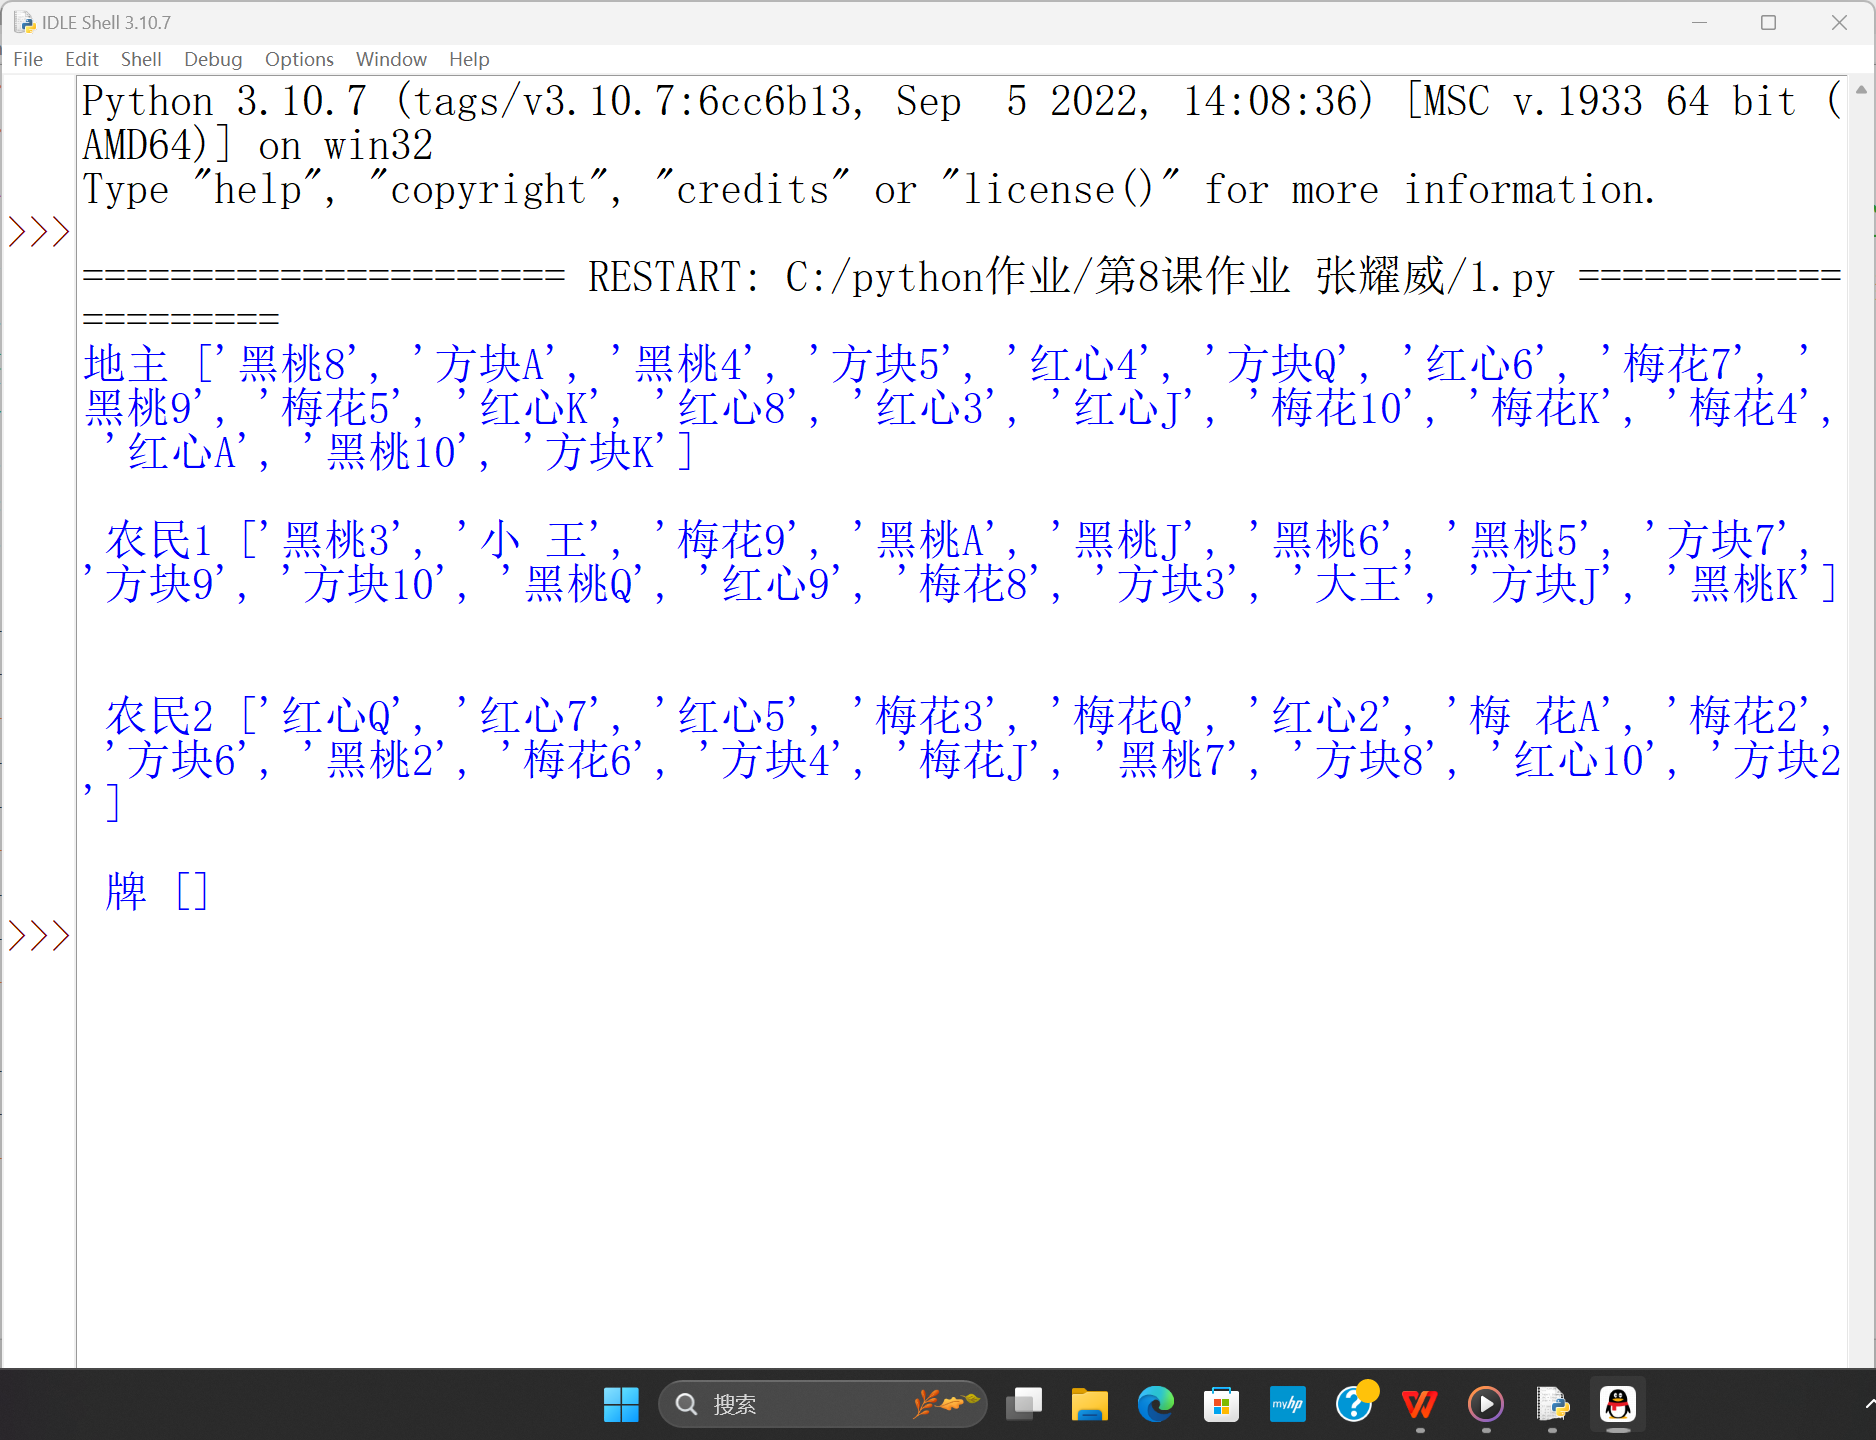 IDLE Shell 3.10.7
File Edit Shell Debug Options Window Help
Python 3.10.7 (tags/v3.10.7:6cc6b13, Sep  5 2022, 14:08:36) [MSC v.1933 64 bit (
AMD64)] on win32
Type "help", "copyright", "credits" or "license()" for more information.
>>>
====================== RESTART: C:/python作业/第8课作业 张耀威/1.py ============
=========
地主 ['黑桃8', '方块A', '黑桃4', '方块5', '红心4', '方块Q', '红心6', '梅花7', '
黑桃9', '梅花5', '红心K', '红心8', '红心3', '红心J', '梅花10', '梅花K', '梅花4',
'红心A', '黑桃10', '方块K']
农民1 ['黑桃3', '小 王', '梅花9', '黑桃A', '黑桃J', '黑桃6', '黑桃5', '方块7',
'方块9', '方块10', '黑桃Q', '红心9', '梅花8', '方块3', '大王', '方块J', '黑桃K']
农民2 ['红心Q', '红心7', '红心5', '梅花3', '梅花Q', '红心2', '梅 花A', '梅花2',
'方块6', '黑桃2', '梅花6', '方块4', '梅花J', '黑桃7', '方块8', '红心10', '方块2
']
牌 []
>>>
搜索
myhp